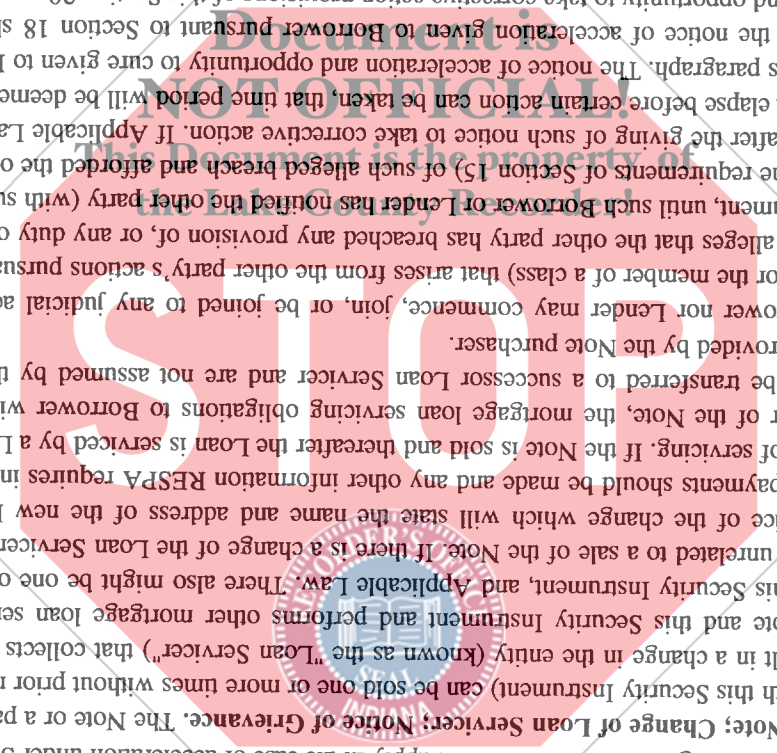 Note; Change of Loan Servicer; Notice of Grievance. The Note or a pa
this Security Instrument) can be sold one or more times without prior
in a change in the entity (known as the "Loan Servicer") that collects
ote and this Security Instrument and performs other mortgage loan ser
his Security Instrument, and Applicable Law. There also might be one o
unrelated to a sale of the Note. If there is a change of the Loan Servicer
ice of the change which will state the name and address of the new
payments should be made and any other information RESPA requires in
of servicing. If the Note is sold and thereafter the Loan is serviced by a L
r of the Note, the mortgage loan servicing obligations to Borrower wi
be transferred to a successor Loan Servicer and are not assumed by th
rovided by the Note purchaser.
ower nor Lender may commence, join, or be joined to any judicial ac
or the member of a class) that arises from the other party's actions pursua
alleges that the other party has breached any provision of, or any duty o
ument, until such Borrower or Lender has notified the other party (with su
he requirements of Section 15) of such alleged breach and afforded the o
after the giving of such notice to take corrective action. If Applicable La
elapse before certain action can be taken, that time period will be deeme
s paragraph. The notice of acceleration and opportunity to cure given to
the notice of acceleration given to Borrower pursuant to Section 18 s
Document is
NOT OFFICIAL!
This Document is the property of
the Lake County Recorder!
STOP
RECORDER'S OFFICE
SEAL
INDIANA